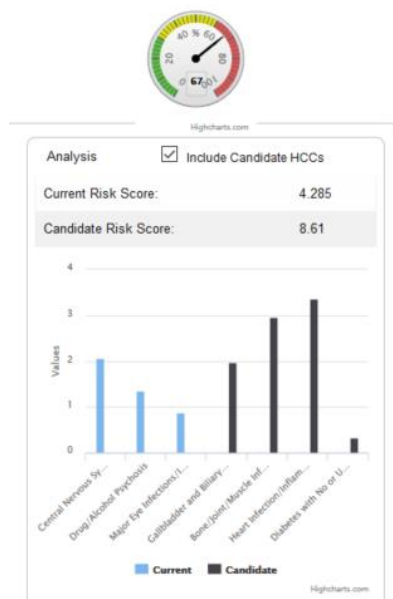 20
40
%
60
80
100
0
67
Highcharts.com
Analysis Include Candidate HCCs
Current Risk Score: 4.285
Candidate Risk Score: 8.61
4
3
2
1
0
Values
Central Nervous Sy...
Drug/Alcohol Psychosis
Major Eye Infections/I...
Gallbladder and Biliary...
Bone/Joint/Muscle Inf...
Heart Infection/Inflam...
Diabetes with No or U...
Current Candidate
Highcharts.com